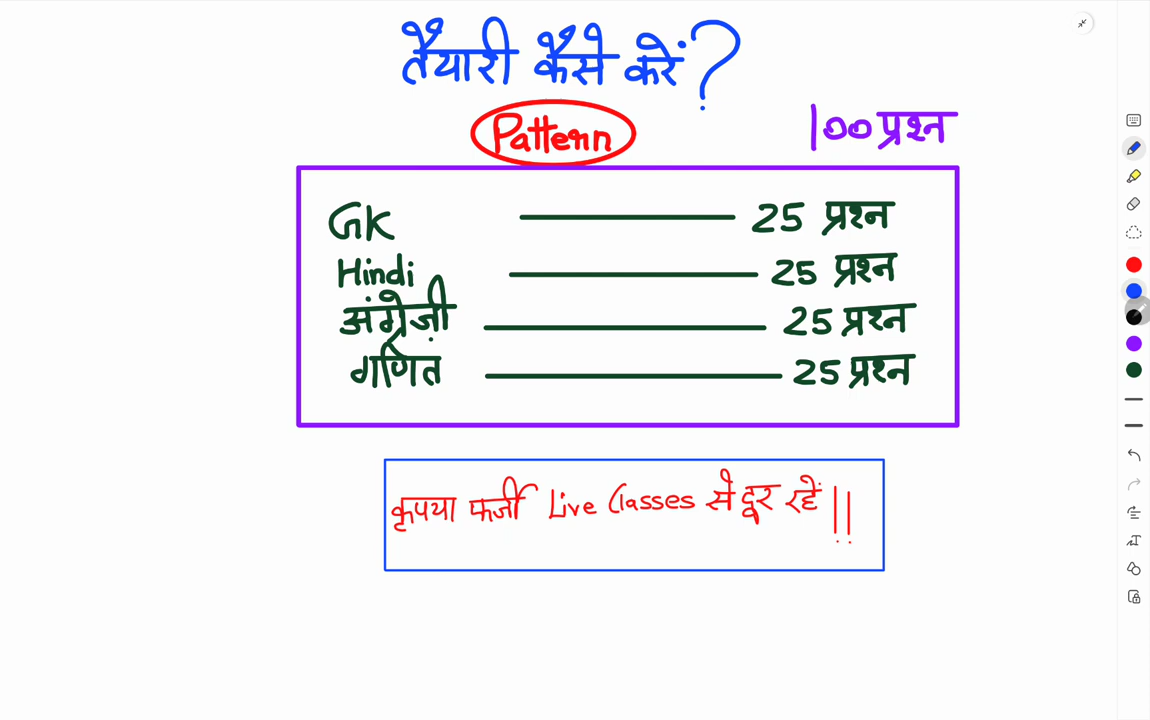 तैयारी कैसे करें?
Pattern
100 प्रश्न
GK ——— 25 प्रश्न
Hindi ——— 25 प्रश्न
अंग्रेज़ी ——— 25 प्रश्न
गणित ——— 25 प्रश्न
कृपया फर्जी Live Classes से दूर रहें!!